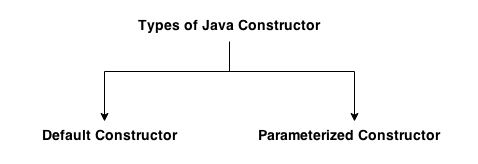 Types of Java Constructor
Default Constructor
Parameterized Constructor